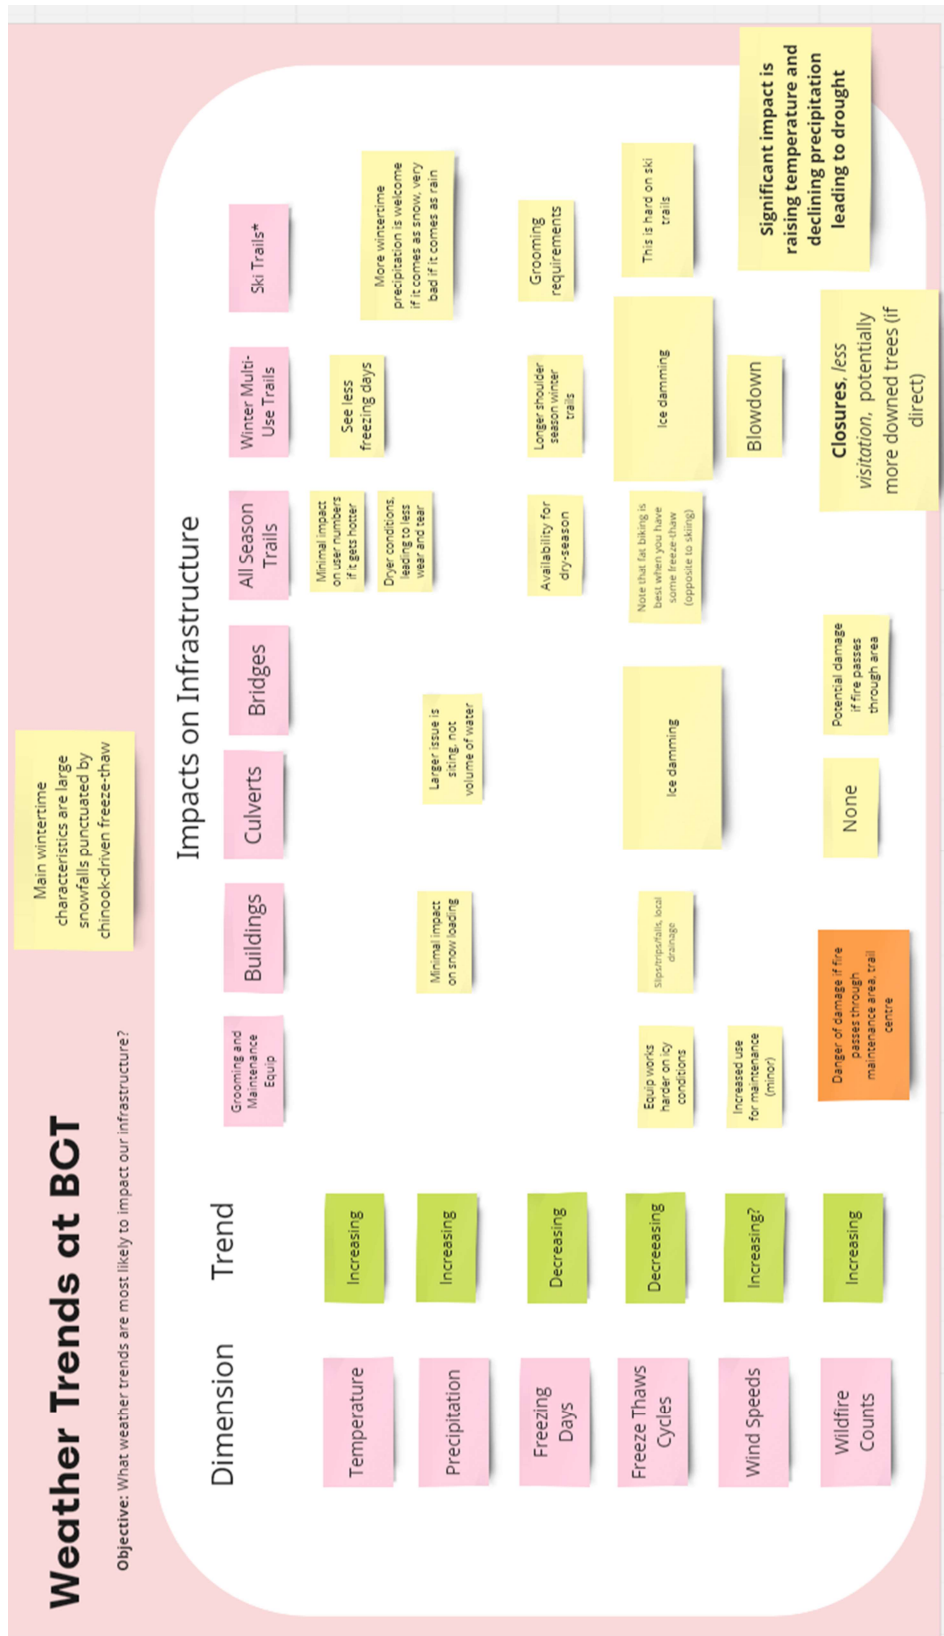 Main wintertime
characteristics are large
snowfalls punctuated by
chinook-driven freeze-thaw
Weather Trends at BCT
Objective: What weather trends are most likely to impact our infrastructure?
Dimension
Trend
Impacts on Infrastructure
Grooming and
Maintenance
Equip
Buildings
Culverts
Bridges
All Season
Trails
Winter Multi-
Use Trails
Ski Trails*
Temperature
Increasing
Minimal impact
on user numbers
if it gets hotter
Dryer conditions,
leading to less
wear and tear
See less
freezing days
More wintertime
precipitation is welcome
if it comes as snow, very
bad if it comes as rain
Precipitation
Increasing
Minimal impact
on snow loading
Larger issue is
siting, not
volume of water
Freezing
Days
Decreasing
Availability for
dry-season
Longer shoulder
season winter
trails
Grooming
requirements
Freeze Thaws
Cycles
Decreeasing
Equip works
harder on icy
conditions
Slips/trips/falls, local
drainage
Ice damming
Note that fat biking is
best when you have
some freeze-thaw
(opposite to skiing)
Ice damming
This is hard on ski
trails
Wind Speeds
Increasing?
Increased use
for maintenance
(minor)
Blowdown
Significant impact is
raising temperature and
declining precipitation
leading to drought
Wildfire
Counts
Increasing
Danger of damage if fire
passes through
maintenance area, trail
centre
None
Potential damage
if fire passes
through area
Closures, less
visitation, potentially
more downed trees (if
direct)